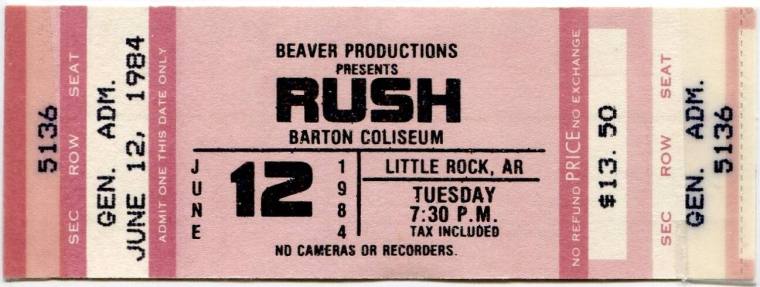 5136
SEC ROW SEAT
GEN. ADM.
JUNE 12, 1984
ADMIT ONE THIS DATE ONLY
BEAVER PRODUCTIONS
PRESENTS
RUSH
BARTON COLISEUM
JUNE
12
1984
LITTLE ROCK, AR
TUESDAY
7:30 P.M.
TAX INCLUDED
NO CAMERAS OR RECORDERS.
NO REFUND PRICE NO EXCHANGE
$13.50
SEC ROW SEAT
GEN. ADM.
5136